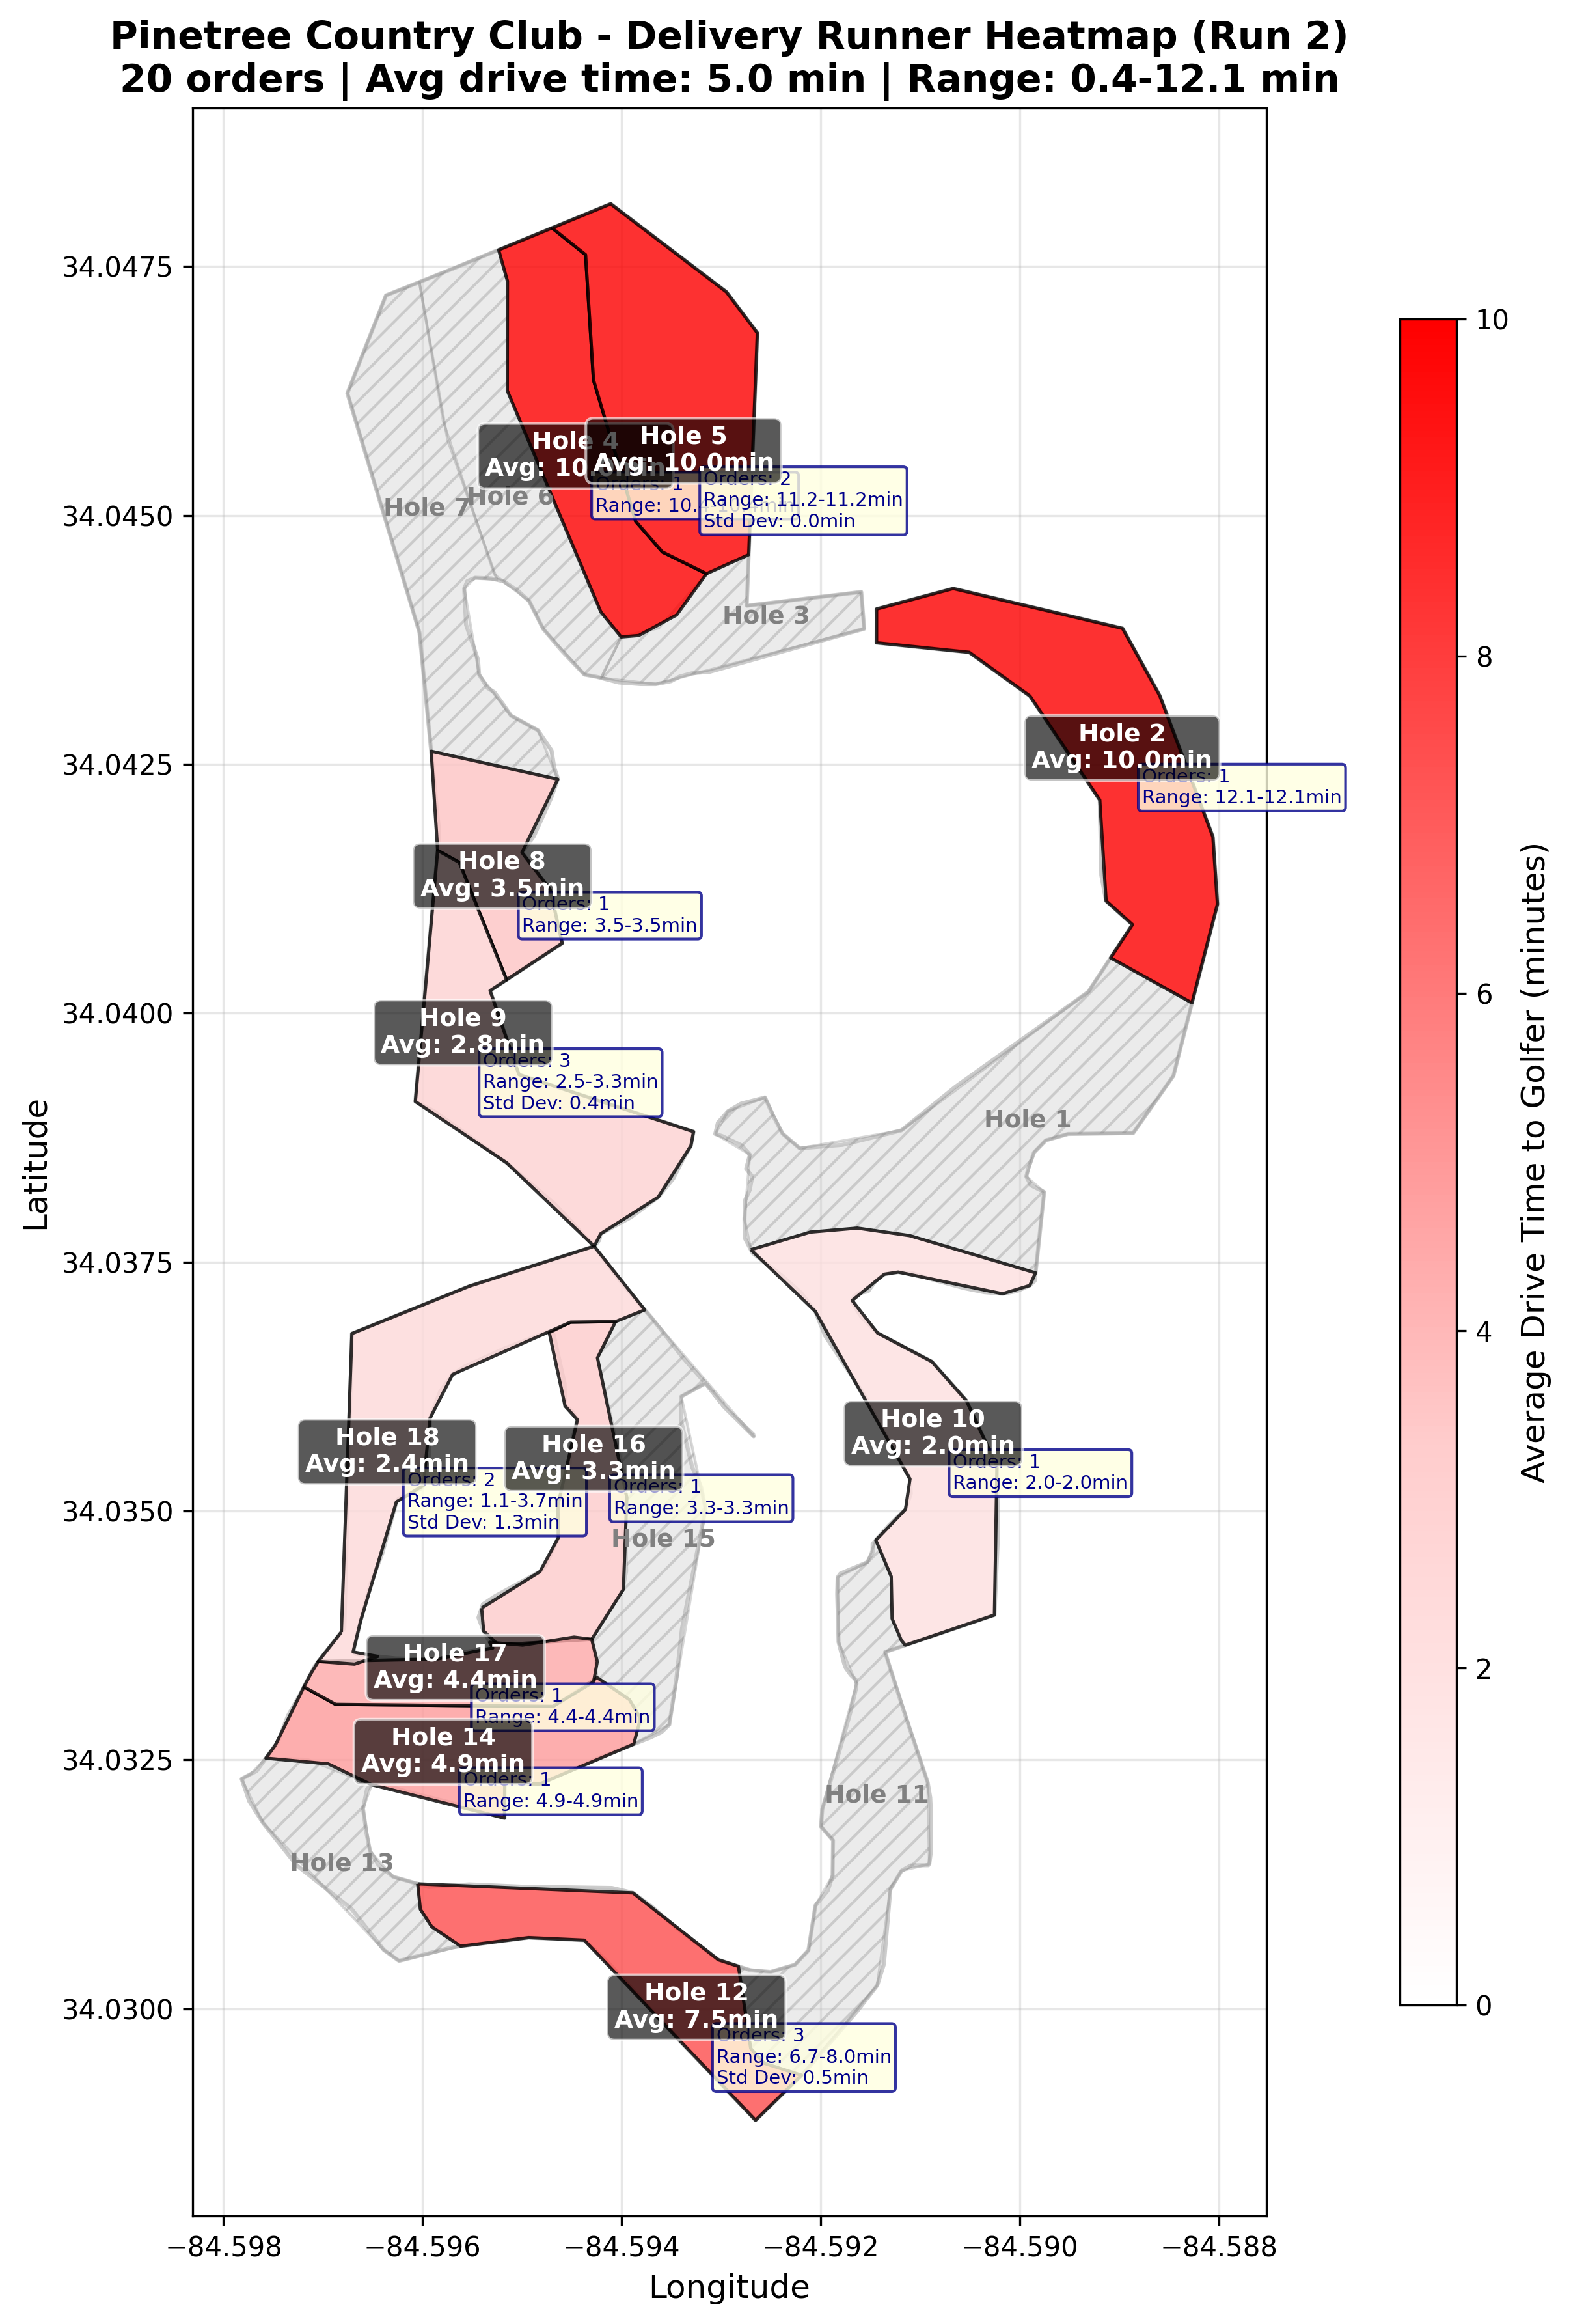 Pinetree Country Club - Delivery Runner Heatmap (Run 2)
20 orders | Avg drive time: 5.0 min | Range: 0.4-12.1 min
34.0475
34.0450
34.0425
34.0400
34.0375
34.0350
34.0325
34.0300
Latitude
−84.598
−84.596
−84.594
−84.592
−84.590
−84.588
Longitude
10
8
6
4
2
0
Average Drive Time to Golfer (minutes)
Hole 4
Avg:
Orders: 1
Range:
Hole 5
Avg: 10.0min
Orders: 2
Range: 11.2-11.2min
Std Dev: 0.0min
Hole 7
Hole 6
Hole 3
Hole 2
Avg: 10.0min
Orders: 1
Range: 12.1-12.1min
Hole 8
Avg: 3.5min
Orders: 1
Range: 3.5-3.5min
Hole 9
Avg: 2.8min
Orders: 3
Range: 2.5-3.3min
Std Dev: 0.4min
Hole 1
Hole 10
Avg: 2.0min
Orders: 1
Range: 2.0-2.0min
Hole 18
Avg: 2.4min
Orders: 2
Range: 1.1-3.7min
Std Dev: 1.3min
Hole 16
Avg: 3.3min
Orders: 1
Range: 3.3-3.3min
Hole 15
Hole 17
Avg: 4.4min
Orders: 1
Range: 4.4-4.4min
Hole 14
Avg: 4.9min
Orders: 1
Range: 4.9-4.9min
Hole 11
Hole 13
Hole 12
Avg: 7.5min
Orders: 3
Range: 6.7-8.0min
Std Dev: 0.5min